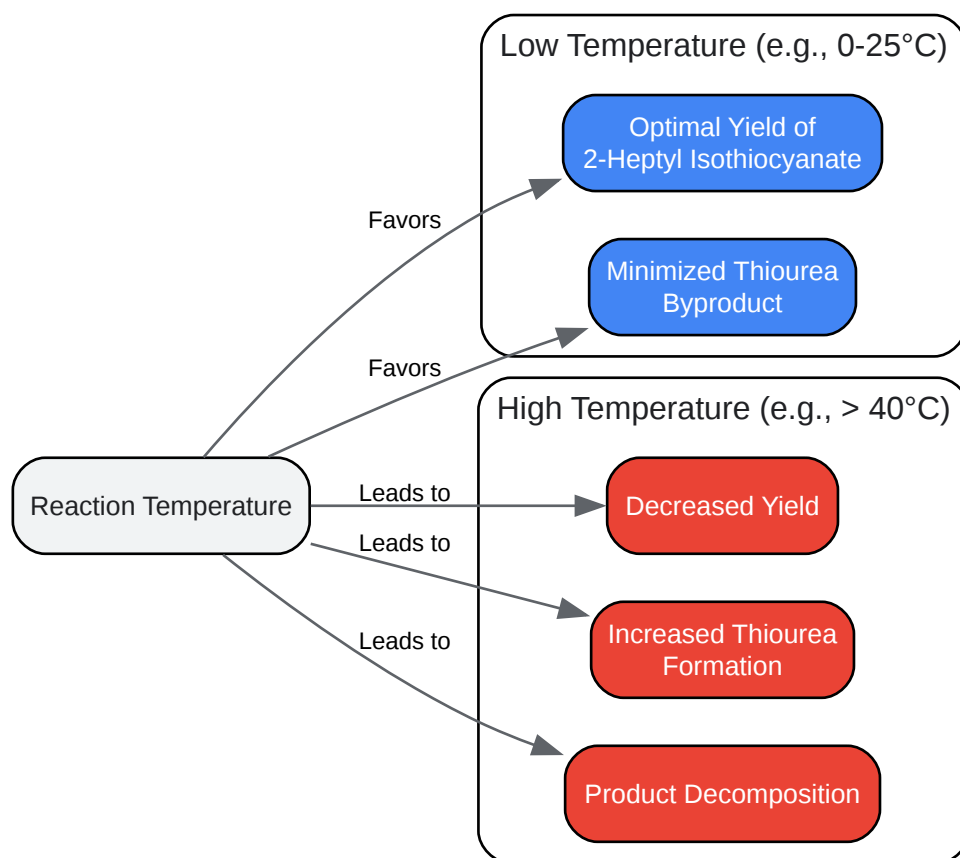 Low Temperature (e.g., 0-25°C)
Optimal Yield of
2-Heptyl Isothiocyanate
Favors
Minimized Thiourea
Byproduct
Favors
High Temperature (e.g., > 40°C)
Reaction Temperature
Leads to
Decreased Yield
Leads to
Increased Thiourea
Formation
Leads to
Product Decomposition